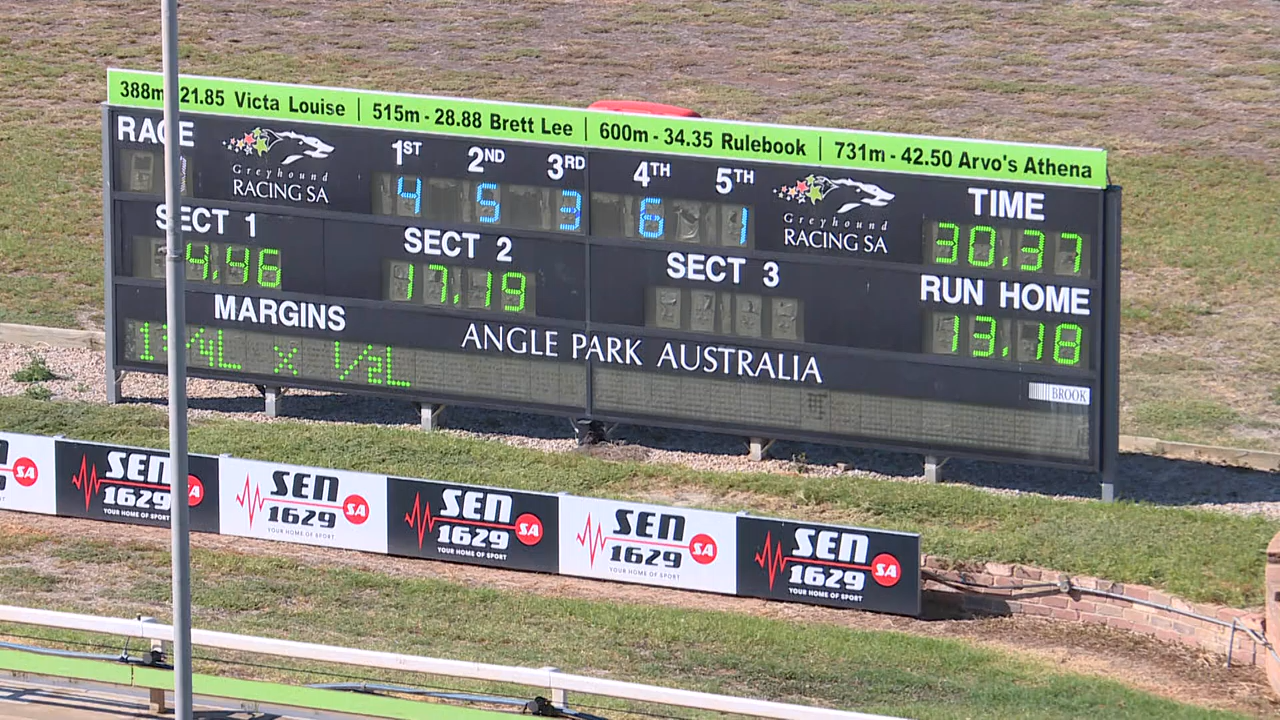 388m 21.85 Victa Louise | 515m - 28.88 Brett Lee | 600m - 34.35 Rulebook | 731m - 42.50 Arvo's Athena
RACE
Greyhound
RACING SA
1ST 2ND 3RD 4TH 5TH
4 5 3 6 1
Greyhound
RACING SA
TIME
30.37
SECT 1
4.96
SECT 2
17.19
SECT 3
RUN HOME
13.18
MARGINS
ANGLE PARK AUSTRALIA
x ½L
BROOK
SA
SEN
1629
YOUR HOME OF SPORT
SEN
1629
SA
YOUR HOME OF SPORT
SEN
1629
SA
YOUR HOME OF SPORT
SEN
1629
SA
YOUR HOME OF SPORT
SEN
1629
SA
YOUR HOME OF SPORT